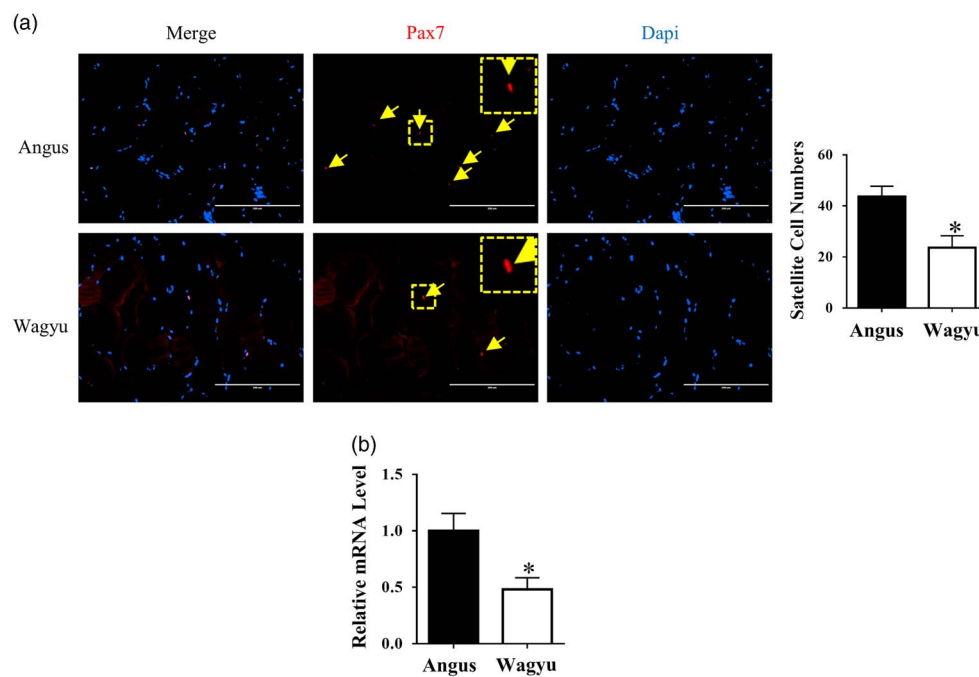 (a)
Merge
Pax7
Dapi
Angus
Wagyu
Satellite Cell Numbers
60
40
20
0
*
Angus
Wagyu
(b)
Relative mRNA Level
1.5
1.0
0.5
0.0
*
Angus
Wagyu